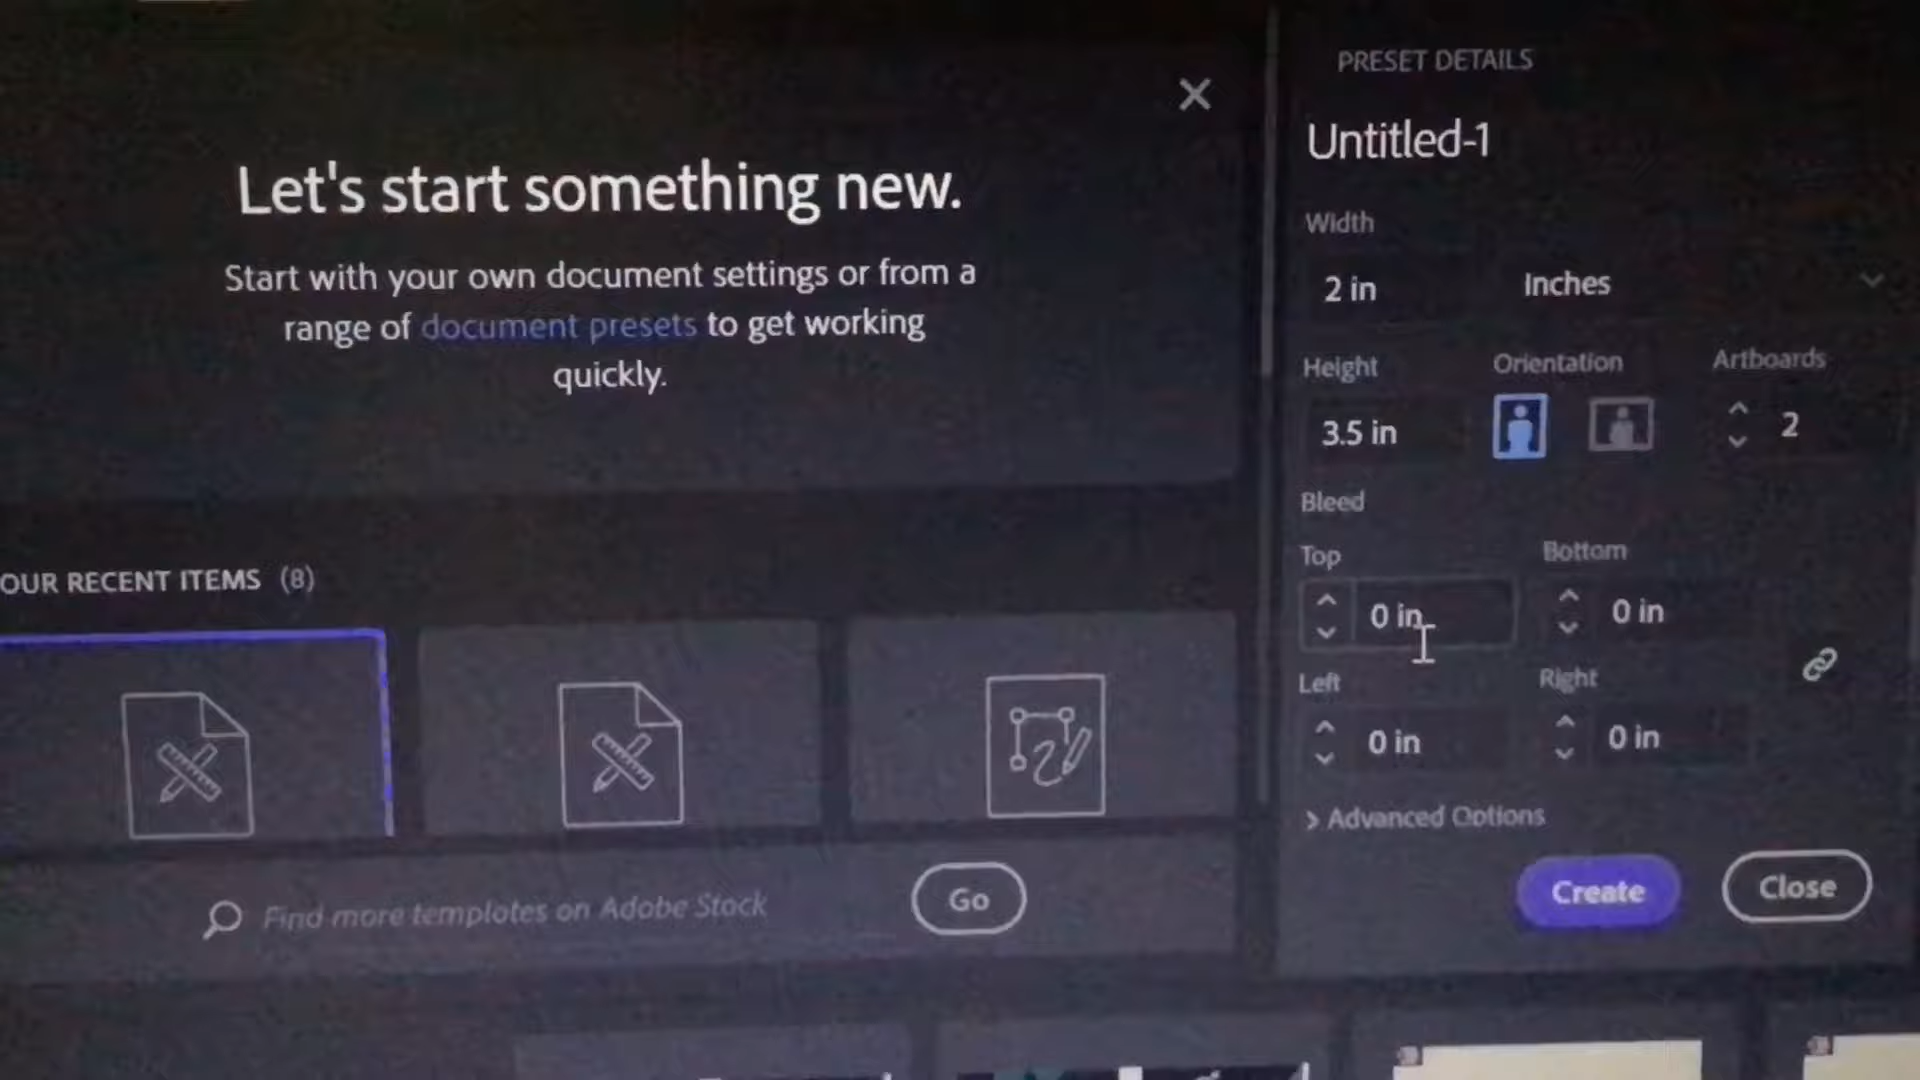 PRESET DETAILS
Untitled-1
Let's start something new.
Start with your own document settings or from a
range of document presets to get working
quickly.
Width
2 in
Inches
Height
Orientation
Artboards
3.5 in
2
Bleed
Top
Bottom
0 in
0 in
Left
Right
0 in
0 in
Advanced Options
Create
Close
OUR RECENT ITEMS (8)
Find more templates on Adobe Stock
Go